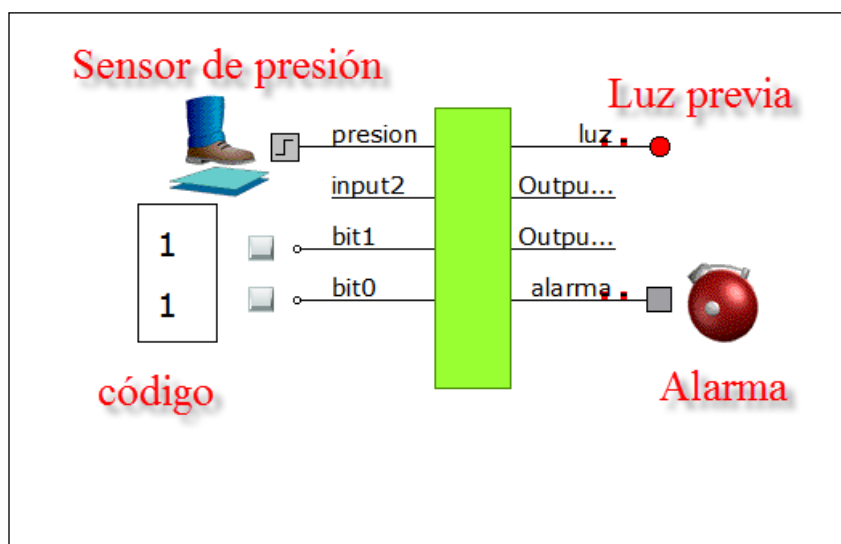 Sensor de presión
Luz previa
presion
luz
input2
Outpu...
1
bit1
Outpu...
1
bit0
alarma
código
Alarma